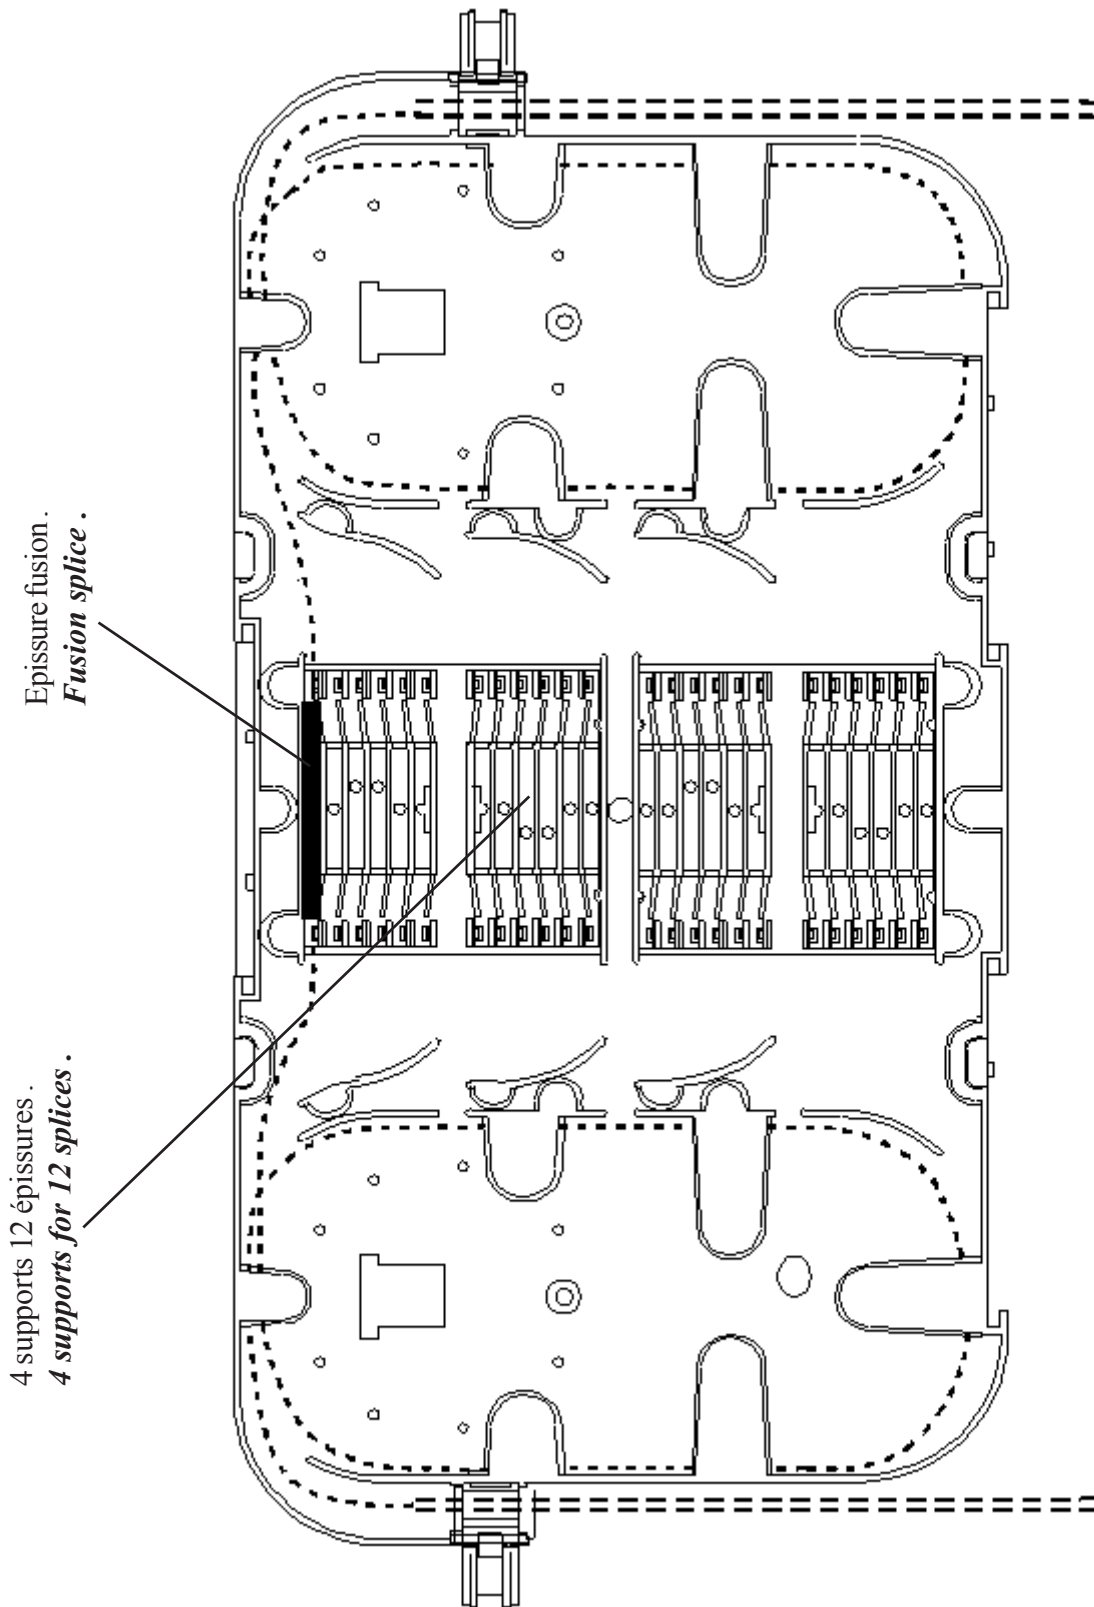 4 supports 12 épissures .
4 supports for 12 splices .
Epissure fusion .
Fusion splice .